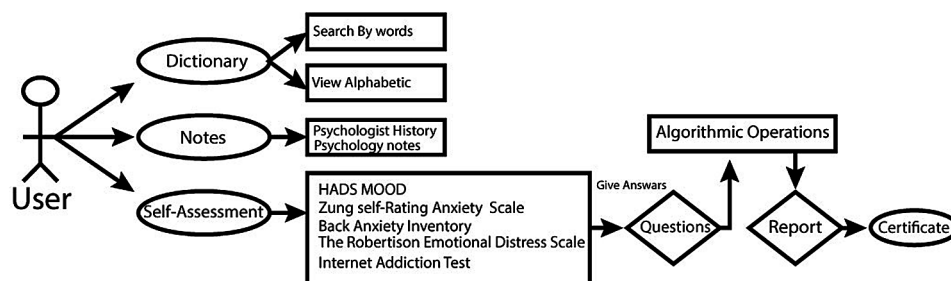 Search By words
Dictionary
View Alphabetic
Notes
Psychologist History
Psychology notes
User
Self-Assessment
HADS MOOD
Zung self-Rating Anxiety Scale
Back Anxiety Inventory
The Robertison Emotional Distress Scale
Internet Addiction Test
Give Answars
Questions
Algorithmic Operations
Report
Certificate